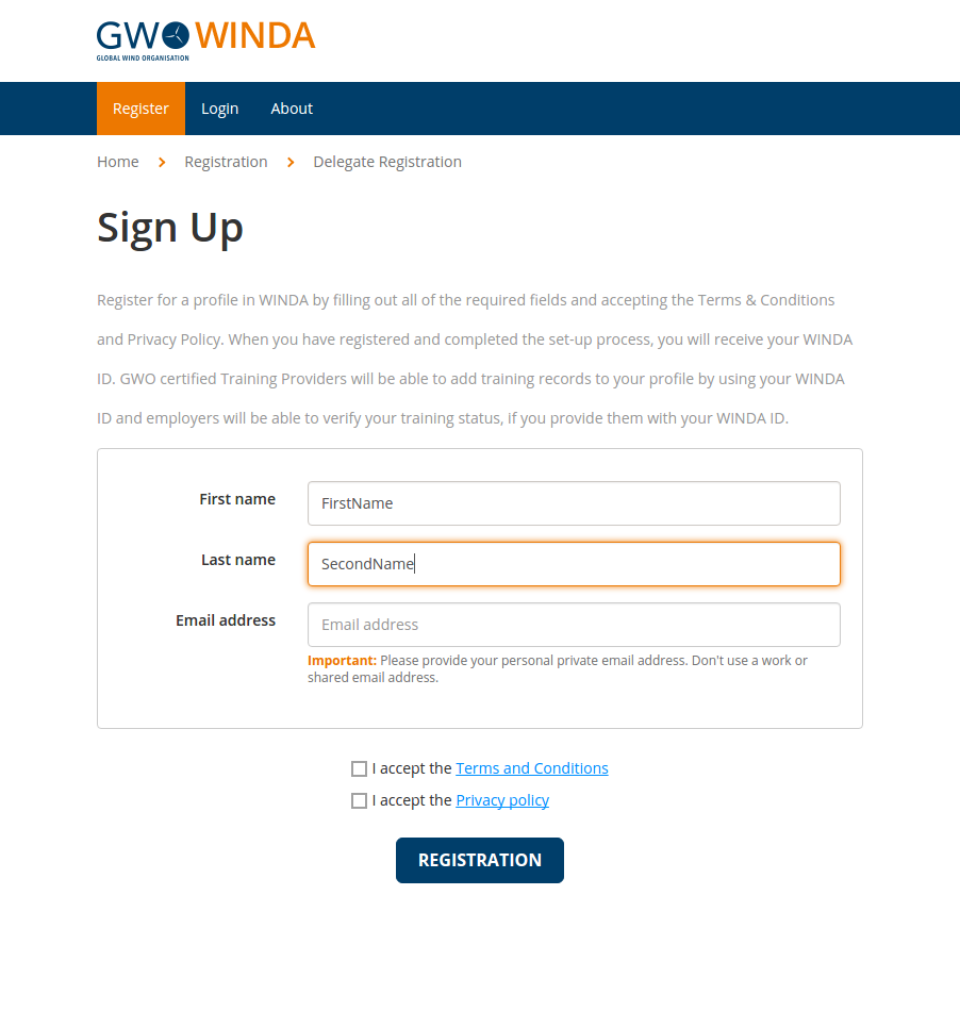 GWO WINDA
GLOBAL WIND ORGANISATION
Register Login About
Home Registration Delegate Registration
Sign Up
Register for a profile in WINDA by filling out all of the required fields and accepting the Terms & Conditions
and Privacy Policy. When you have registered and completed the set-up process, you will receive your WINDA
ID. GWO certified Training Providers will be able to add training records to your profile by using your WINDA
ID and employers will be able to verify your training status, if you provide them with your WINDA ID.
First name FirstName
Last name SecondName
Email address Email address
Important: Please provide your personal private email address. Don't use a work or
shared email address.
I accept the Terms and Conditions
I accept the Privacy policy
REGISTRATION